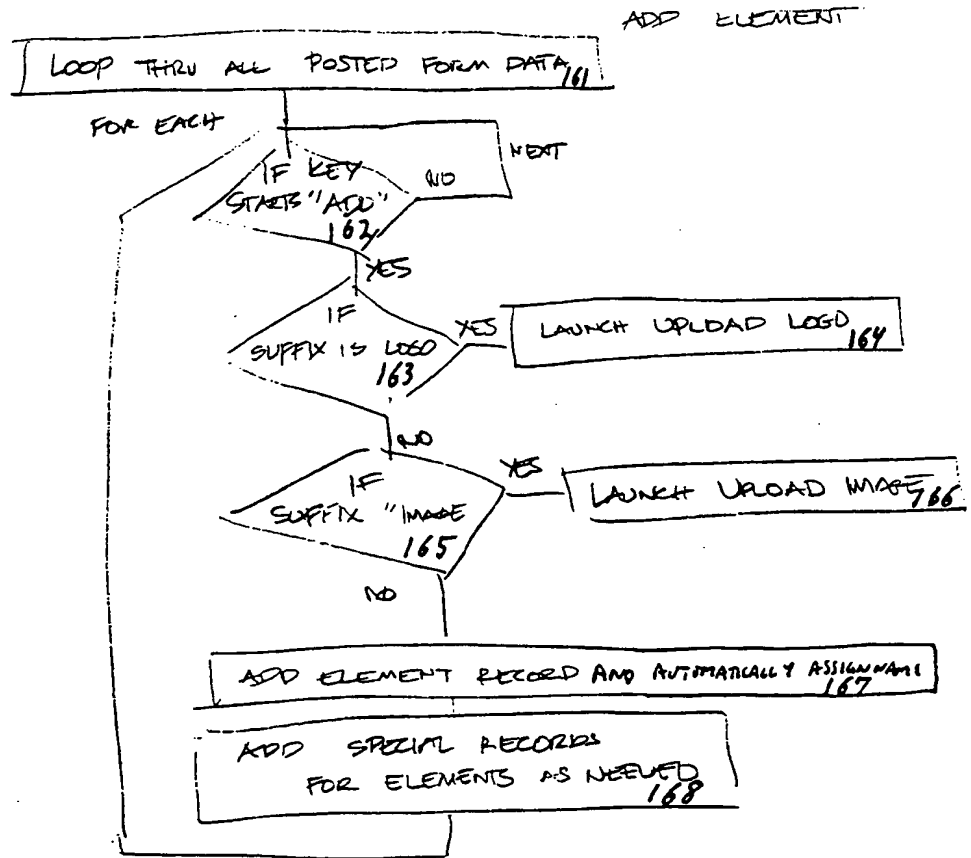 ADD ELEMENT
LOOP THRU ALL POSTED FORM DATA
161
FOR EACH
NEXT
IF KEY
NO
STARTS "ADD"
162
YES
IF
SUFFIX IS LOGO
163
YES
LAUNCH UPLOAD LOGO
164
NO
IF
SUFFIX "IMAGE
165
YES
LAUNCH UPLOAD IMAGE
166
NO
ADD ELEMENT RECORD AND AUTOMATICALLY ASSIGN NAME
167
ADD SPECIAL RECORDS
FOR ELEMENTS AS NEEDED
168